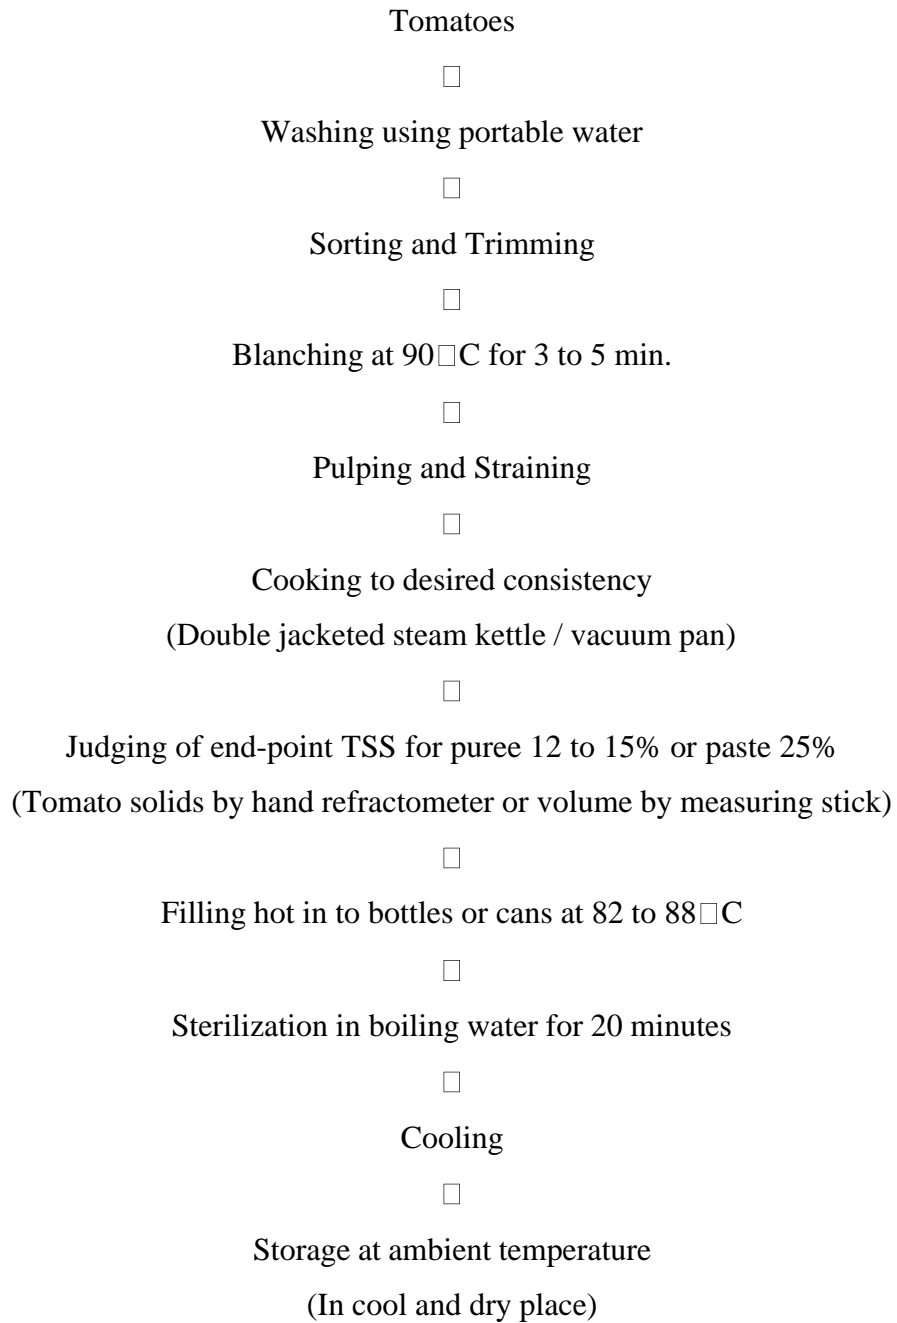 Tomatoes
□
Washing using portable water
□
Sorting and Trimming
□
Blanching at 90□C for 3 to 5 min.
□
Pulping and Straining
□
Cooking to desired consistency
(Double jacketed steam kettle / vacuum pan)
□
Judging of end-point TSS for puree 12 to 15% or paste 25%
(Tomato solids by hand refractometer or volume by measuring stick)
□
Filling hot in to bottles or cans at 82 to 88□C
□
Sterilization in boiling water for 20 minutes
□
Cooling
□
Storage at ambient temperature
(In cool and dry place)